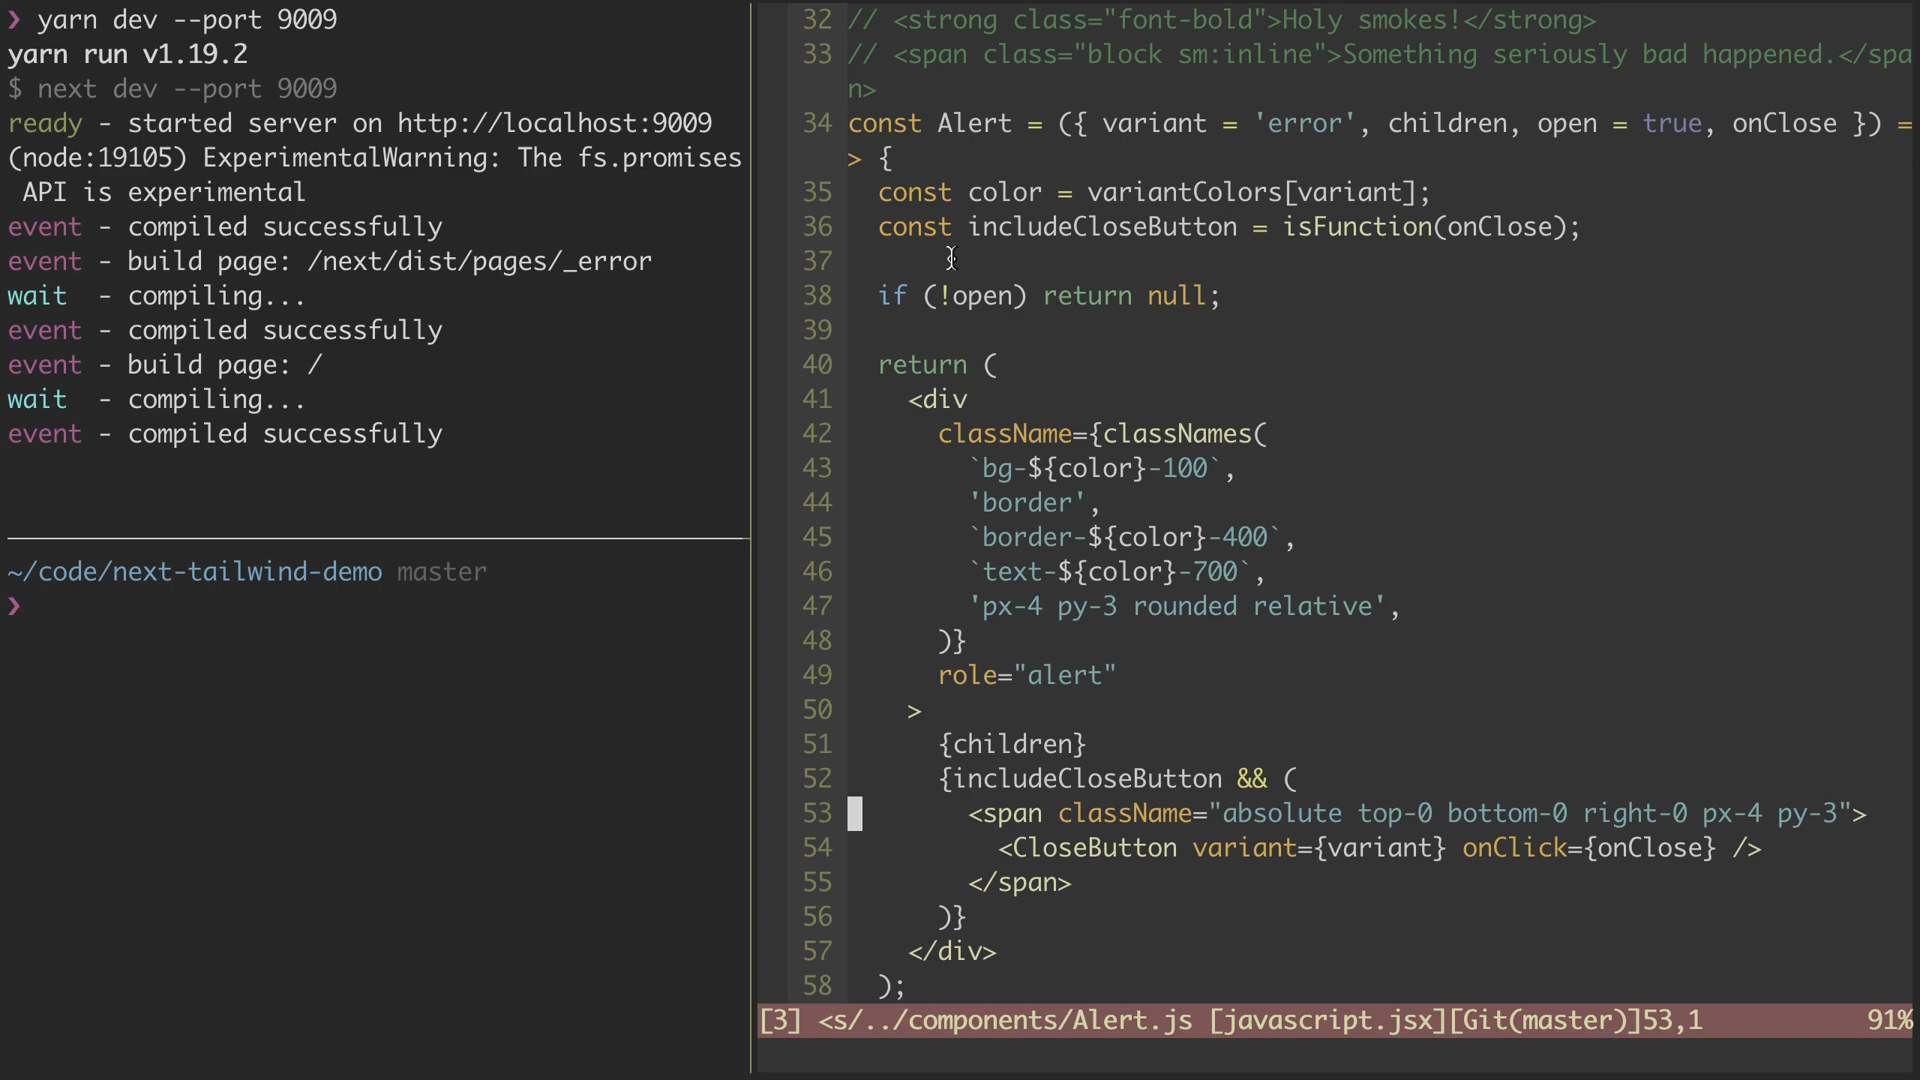 ❯ yarn dev --port 9009
yarn run v1.19.2
$ next dev --port 9009
ready - started server on http://localhost:9009
(node:19105) ExperimentalWarning: The fs.promises
 API is experimental
event - compiled successfully
event - build page: /next/dist/pages/_error
wait  - compiling...
event - compiled successfully
event - build page: /
wait  - compiling...
event - compiled successfully
~/code/next-tailwind-demo master
❯
32 // <strong class="font-bold">Holy smokes!</strong>
33 // <span class="block sm:inline">Something seriously bad happened.</spa
n>
34 const Alert = ({ variant = 'error', children, open = true, onClose }) =
> {
35   const color = variantColors[variant];
36   const includeCloseButton = isFunction(onClose);
37
38   if (!open) return null;
39
40   return (
41     <div
42       className={classNames(
43         `bg-${color}-100`,
44         'border',
45         `border-${color}-400`,
46         `text-${color}-700`,
47         'px-4 py-3 rounded relative',
48       )}
49       role="alert"
50     >
51       {children}
52       {includeCloseButton && (
53         <span className="absolute top-0 bottom-0 right-0 px-4 py-3">
54           <CloseButton variant={variant} onClick={onClose} />
55         </span>
56       )}
57     </div>
58   );
[3] <s/../components/Alert.js [javascript.jsx][Git(master)]53,1 91%